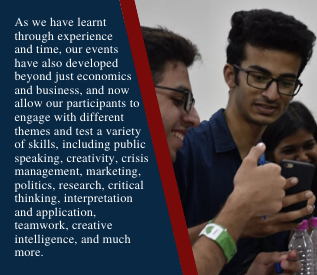 As we have learnt
through experience
and time, our events
have also developed
beyond just economics
and business, and now
allow our participants to
engage with different
themes and test a variety
of skills, including public
speaking, creativity, crisis
management, marketing,
politics, research, critical
thinking, interpretation
and application,
teamwork, creative
intelligence, and much
more.